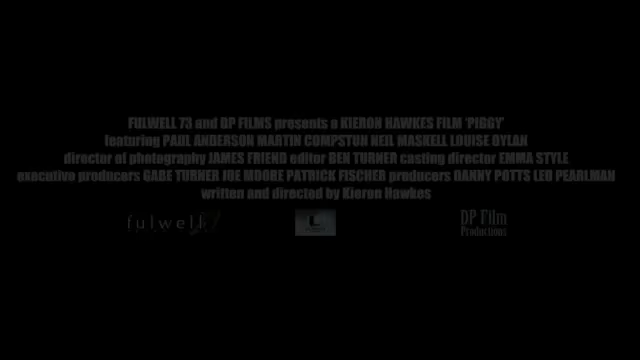 FULWELL 73 and DP FILMS presents a KIERON HAWKES FILM 'PIGGY'
featuring PAUL ANDERSON MARTIN COMPSTON NEIL MASKELL LOUISE DYLAN
director of photography JAMES FRIEND editor BEN TURNER casting director EMMA STYLE
executive producers GABE TURNER JOE MOORE PATRICK FISCHER producers DANNY POTTS LEO PEARLMAN
written and directed by Kieron Hawkes
fulwell
DP Film
Productions